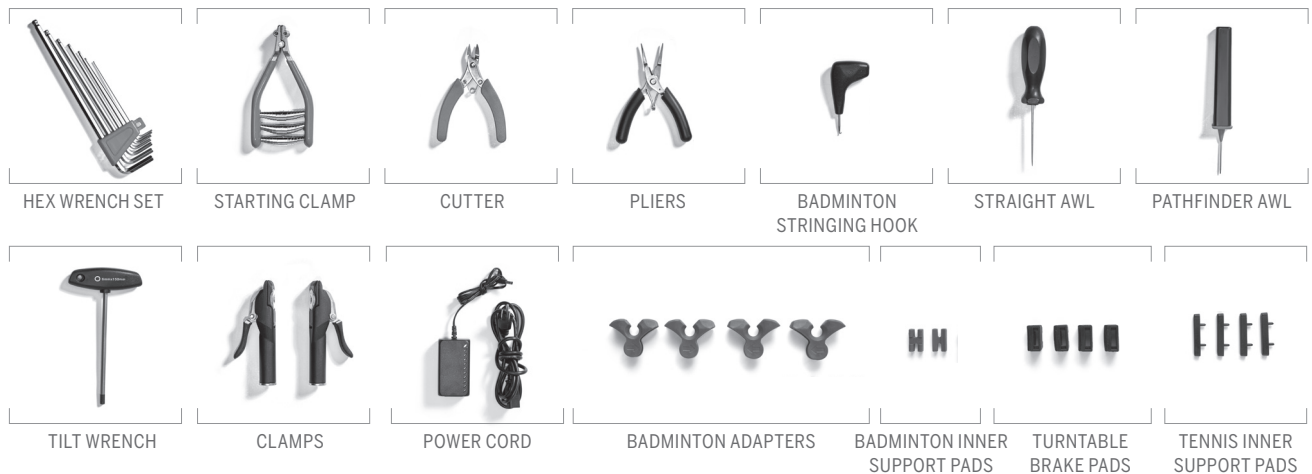 HEX WRENCH SET
STARTING CLAMP
CUTTER
PLIERS
BADMINTON
STRINGING HOOK
STRAIGHT AWL
PATHFINDER AWL
TILT WRENCH
CLAMPS
POWER CORD
BADMINTON ADAPTERS
BADMINTON INNER
SUPPORT PADS
TURNTABLE
BRAKE PADS
TENNIS INNER
SUPPORT PADS